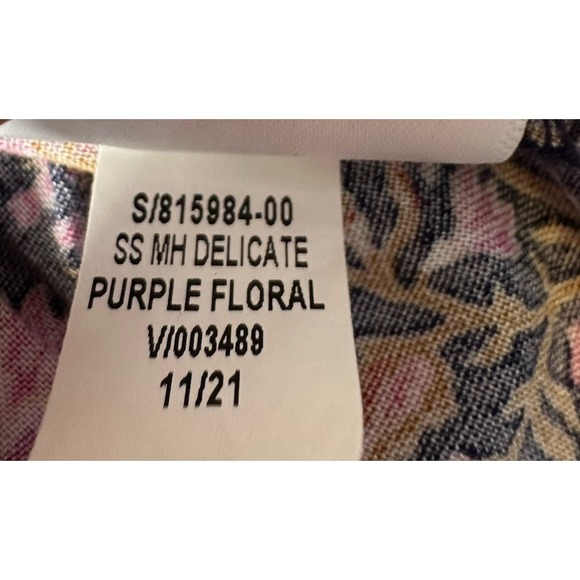 S/815984-00
SS MH DELICATE
PURPLE FLORAL
V/003489
11/21